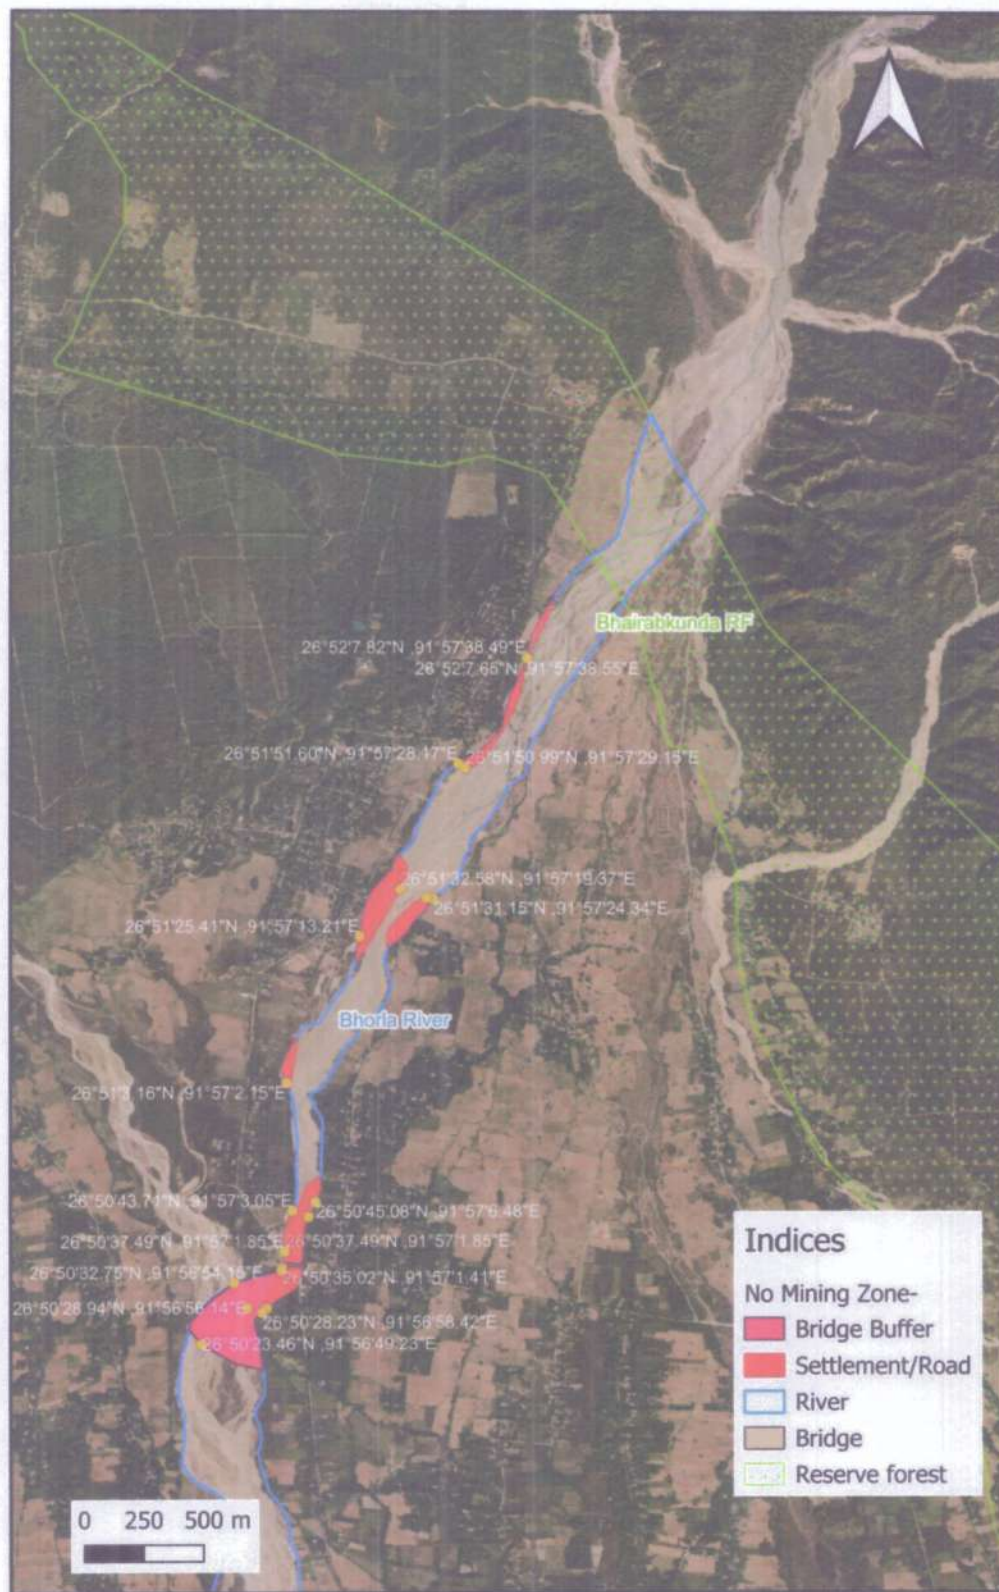 Bhairabkunda RF
26°52'7.82"N ,91°57'38.49"E
26°52'7.65"N ,91°57'38.55"E
26°51'51.60"N ,91°57'28.17"E
26°51'50.99"N ,91°57'29.15"E
26°51'32.58"N ,91°57'19.37"E
26°51'31.15"N ,91°57'24.34"E
26°51'25.41"N ,91°57'13.21"E
Bhorla River
26°51'3.16"N ,91°57'2.15"E
26°50'43.71"N ,91°57'3.05"E
26°50'45.08"N ,91°57'6.48"E
26°50'37.49"N ,91°57'1.85"E
26°50'37.49"N ,91°57'1.85"E
26°50'32.75"N ,91°56'54.15"E
26°50'35.02"N ,91°57'1.41"E
26°50'28.94"N ,91°56'56.14"E
26°50'28.23"N ,91°56'58.42"E
26°50'23.46"N ,91°56'49.23"E
Indices
No Mining Zone-
Bridge Buffer
Settlement/Road
River
Bridge
Reserve forest
0 250 500 m